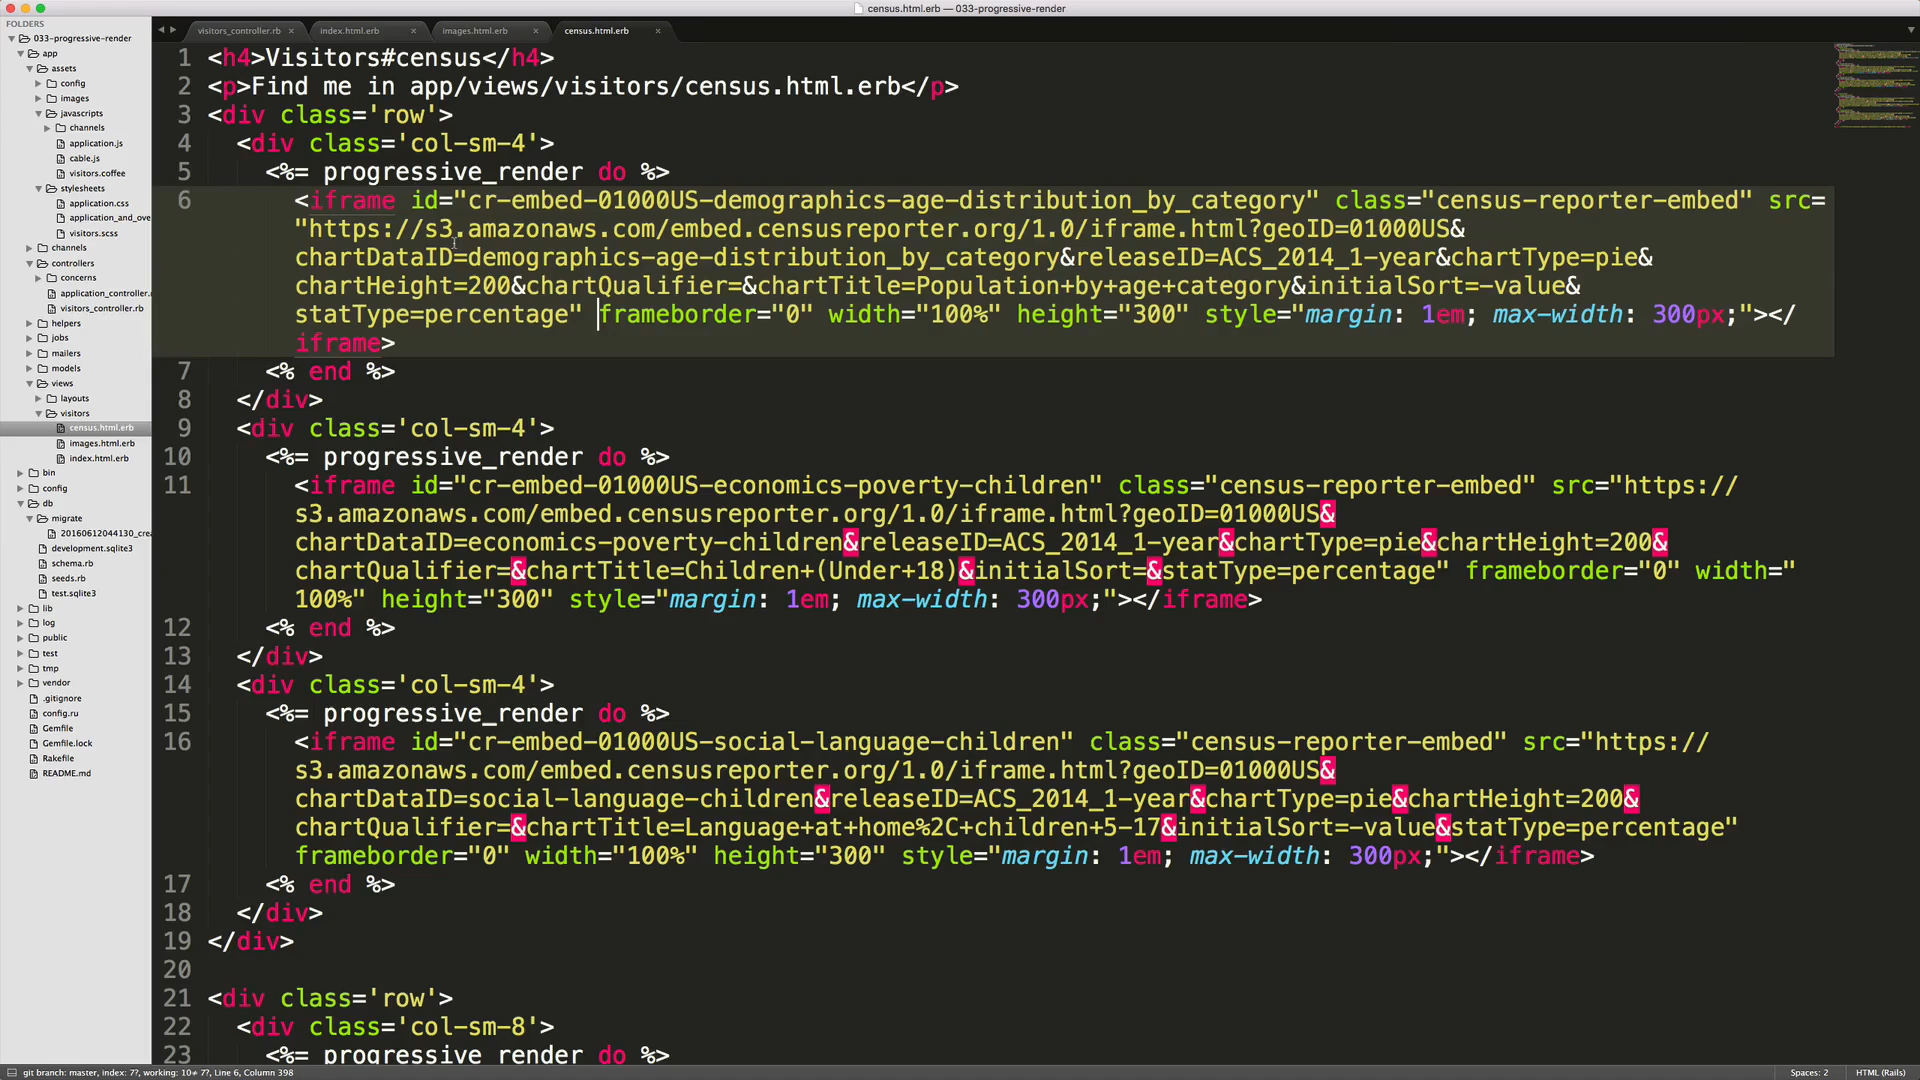 census.html.erb — 033-progressive-render
FOLDERS
033-progressive-render
app
assets
config
images
javascripts
channels
application.js
cable.js
visitors.coffee
stylesheets
application.css
application_and_ove
visitors.scss
channels
controllers
concerns
application_controller.r
visitors_controller.rb
helpers
jobs
mailers
models
views
layouts
visitors
census.html.erb
images.html.erb
index.html.erb
bin
config
db
migrate
20160612044130_crea
development.sqlite3
schema.rb
seeds.rb
test.sqlite3
lib
log
public
test
tmp
vendor
.gitignore
config.ru
Gemfile
Gemfile.lock
Rakefile
README.md
visitors_controller.rb × index.html.erb × images.html.erb × census.html.erb ×
1 <h4>Visitors#census</h4>
2 <p>Find me in app/views/visitors/census.html.erb</p>
3 <div class='row'>
4 <div class='col-sm-4'>
5 <%= progressive_render do %>
6 <iframe id="cr-embed-01000US-demographics-age-distribution_by_category" class="census-reporter-embed" src=
"https://s3.amazonaws.com/embed.censusreporter.org/1.0/iframe.html?geoID=01000US&
chartDataID=demographics-age-distribution_by_category&releaseID=ACS_2014_1-year&chartType=pie&
chartHeight=200&chartQualifier=&chartTitle=Population+by+age+category&initialSort=-value&
statType=percentage" frameborder="0" width="100%" height="300" style="margin: 1em; max-width: 300px;"></
iframe>
7 <% end %>
8 </div>
9 <div class='col-sm-4'>
10 <%= progressive_render do %>
11 <iframe id="cr-embed-01000US-economics-poverty-children" class="census-reporter-embed" src="https://
s3.amazonaws.com/embed.censusreporter.org/1.0/iframe.html?geoID=01000US&
chartDataID=economics-poverty-children&releaseID=ACS_2014_1-year&chartType=pie&chartHeight=200&
chartQualifier=&chartTitle=Children+(Under+18)&initialSort=&statType=percentage" frameborder="0" width="
100%" height="300" style="margin: 1em; max-width: 300px;"></iframe>
12 <% end %>
13 </div>
14 <div class='col-sm-4'>
15 <%= progressive_render do %>
16 <iframe id="cr-embed-01000US-social-language-children" class="census-reporter-embed" src="https://
s3.amazonaws.com/embed.censusreporter.org/1.0/iframe.html?geoID=01000US&
chartDataID=social-language-children&releaseID=ACS_2014_1-year&chartType=pie&chartHeight=200&
chartQualifier=&chartTitle=Language+at+home%2C+children+5-17&initialSort=-value&statType=percentage"
frameborder="0" width="100%" height="300" style="margin: 1em; max-width: 300px;"></iframe>
17 <% end %>
18 </div>
19 </div>
20
21 <div class='row'>
22 <div class='col-sm-8'>
23 <%= progressive_render do %>
git branch: master, index: 7?, working: 10≠ 7?, Line 6, Column 398
Spaces: 2
HTML (Rails)